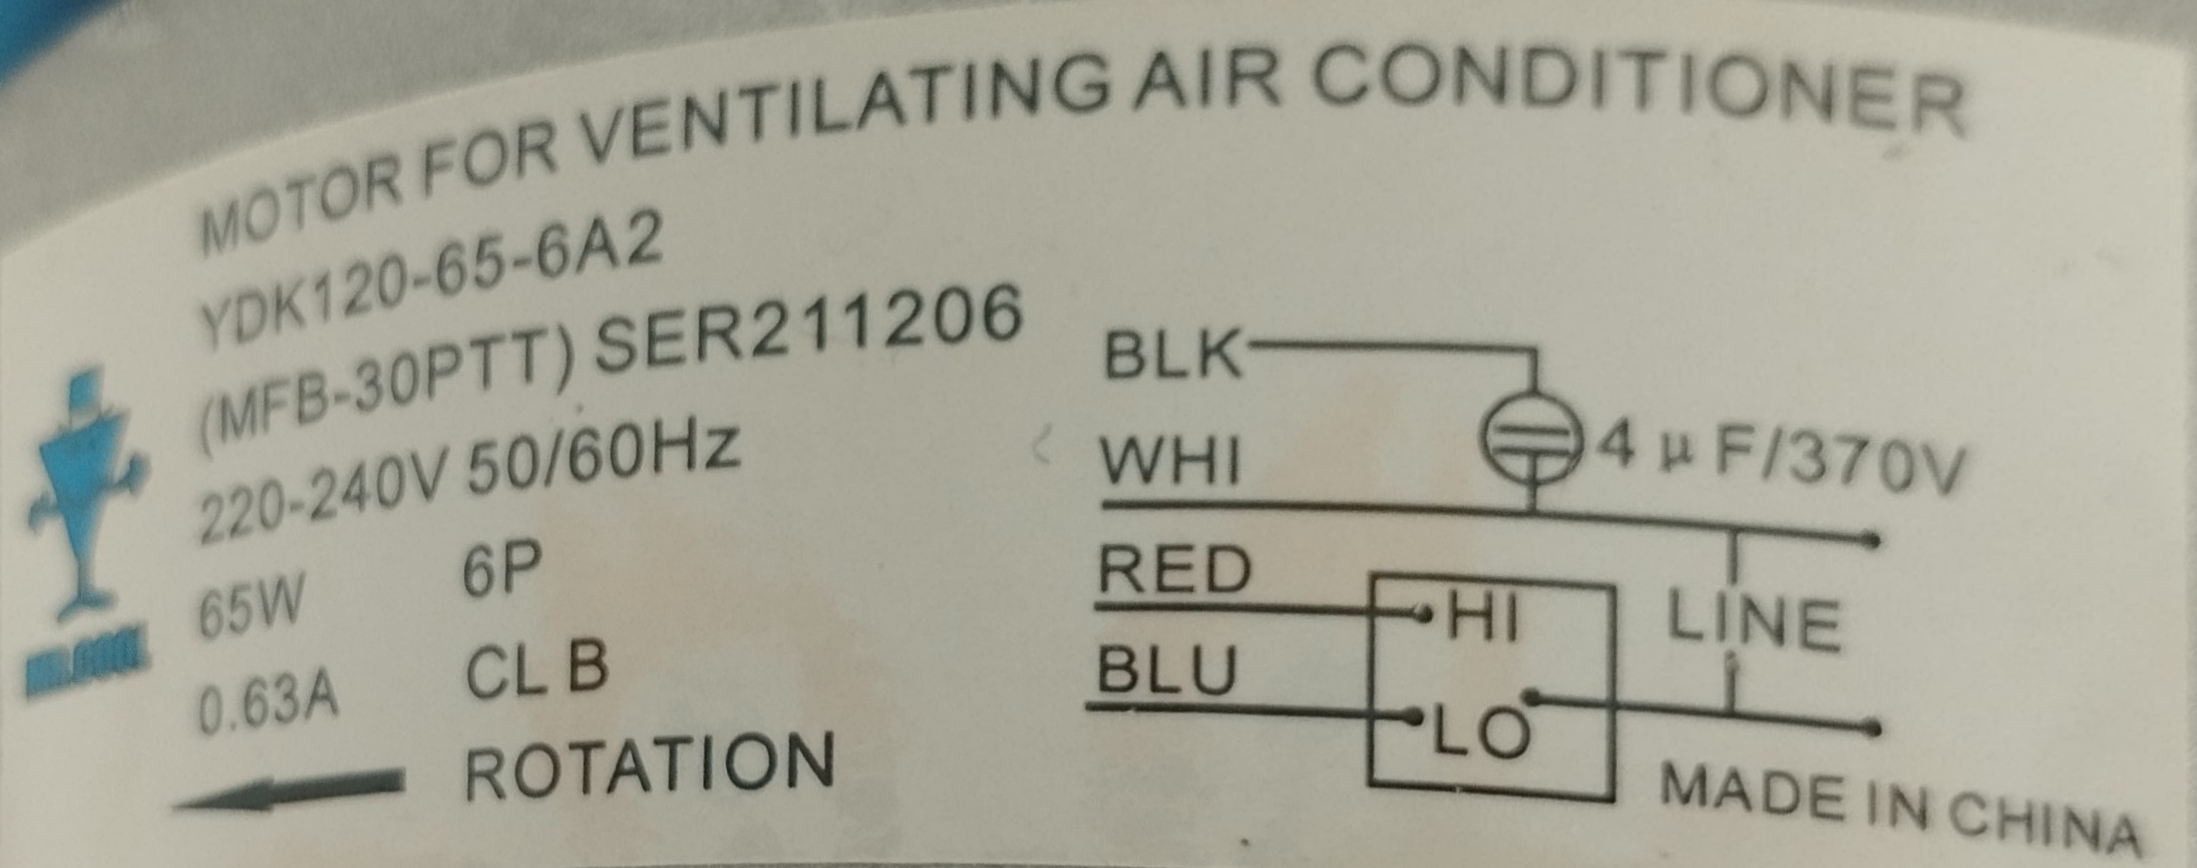 MOTOR FOR VENTILATING AIR CONDITIONER
YDK120-65-6A2
(MFB-30PTT) SER211206
220-240V 50/60Hz
65W 6P
0.63A CL B
ROTATION
BLK
4 μF/370V
WHI
RED
HI
LINE
BLU
LO
MADE IN CHINA